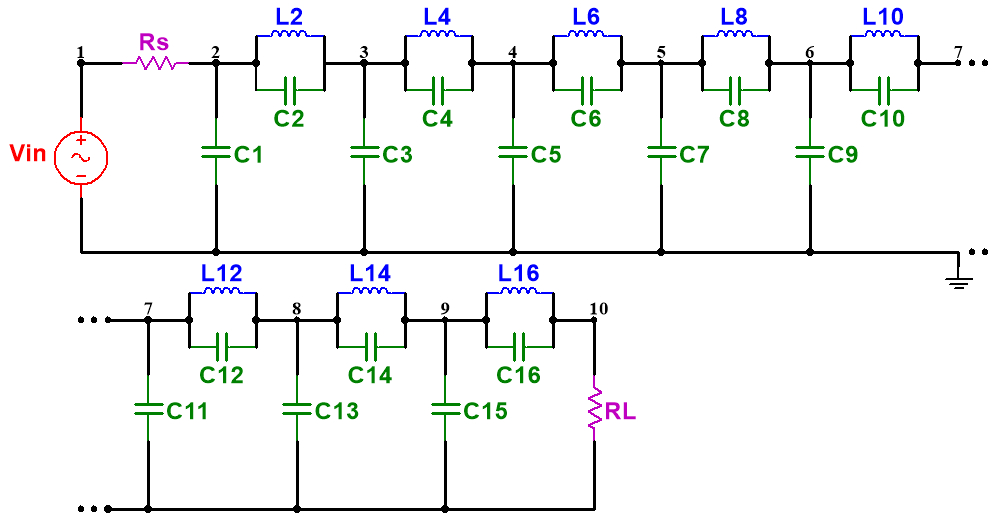 L2 L4 L6 L8 L10
1 Rs 2 3 4 5 6 7
C2 C4 C6 C8 C10
Vin + − C1 C3 C5 C7 C9
L12 L14 L16
7 8 9 10
C12 C14 C16
C11 C13 C15 RL